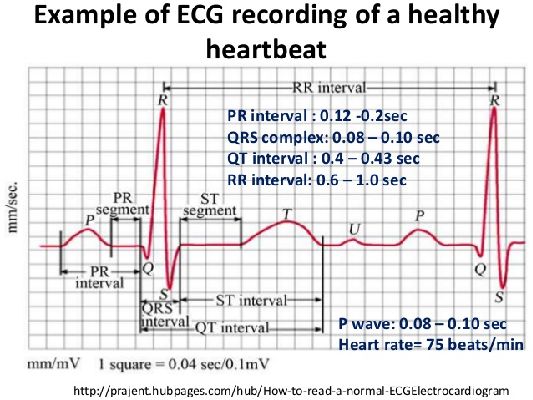 Example of ECG recording of a healthy
heartbeat
RR interval
R
R
PR interval : 0.12 -0.2sec
QRS complex: 0.08 – 0.10 sec
QT interval : 0.4 – 0.43 sec
RR interval: 0.6 – 1.0 sec
mm/sec.
PR
segment
ST
segment
P
T
U
P
PR
interval
Q
S
QRS
interval
ST interval
QT interval
Q
S
P wave: 0.08 – 0.10 sec
Heart rate= 75 beats/min
mm/mV 1 square = 0.04 sec/0.1mV
http://prajent.hubpages.com/hub/How-to-read-a-normal-ECGElectrocardiogram